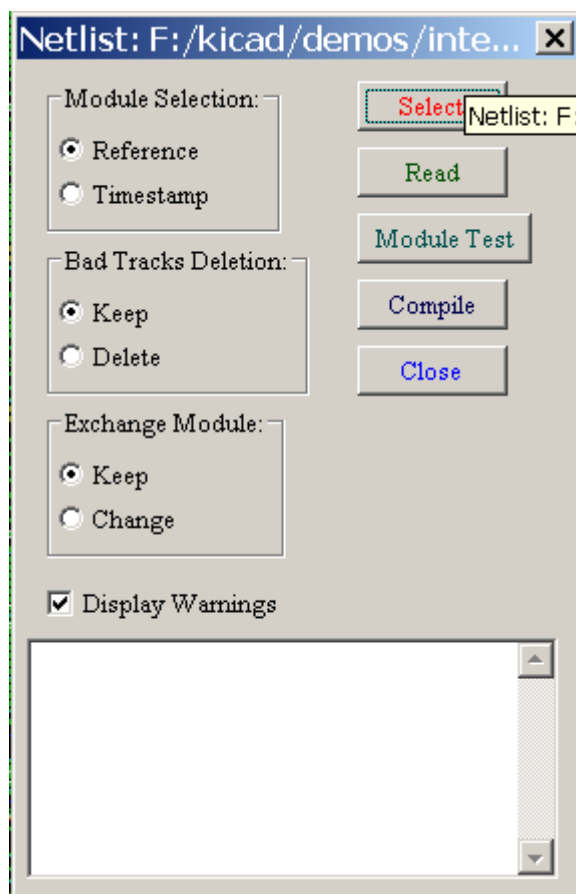 Netlist: F:/kicad/demos/inte...
Module Selection:
Reference
Timestamp
Select
Netlist: F:
Read
Module Test
Bad Tracks Deletion:
Keep
Delete
Compile
Close
Exchange Module:
Keep
Change
Display Warnings